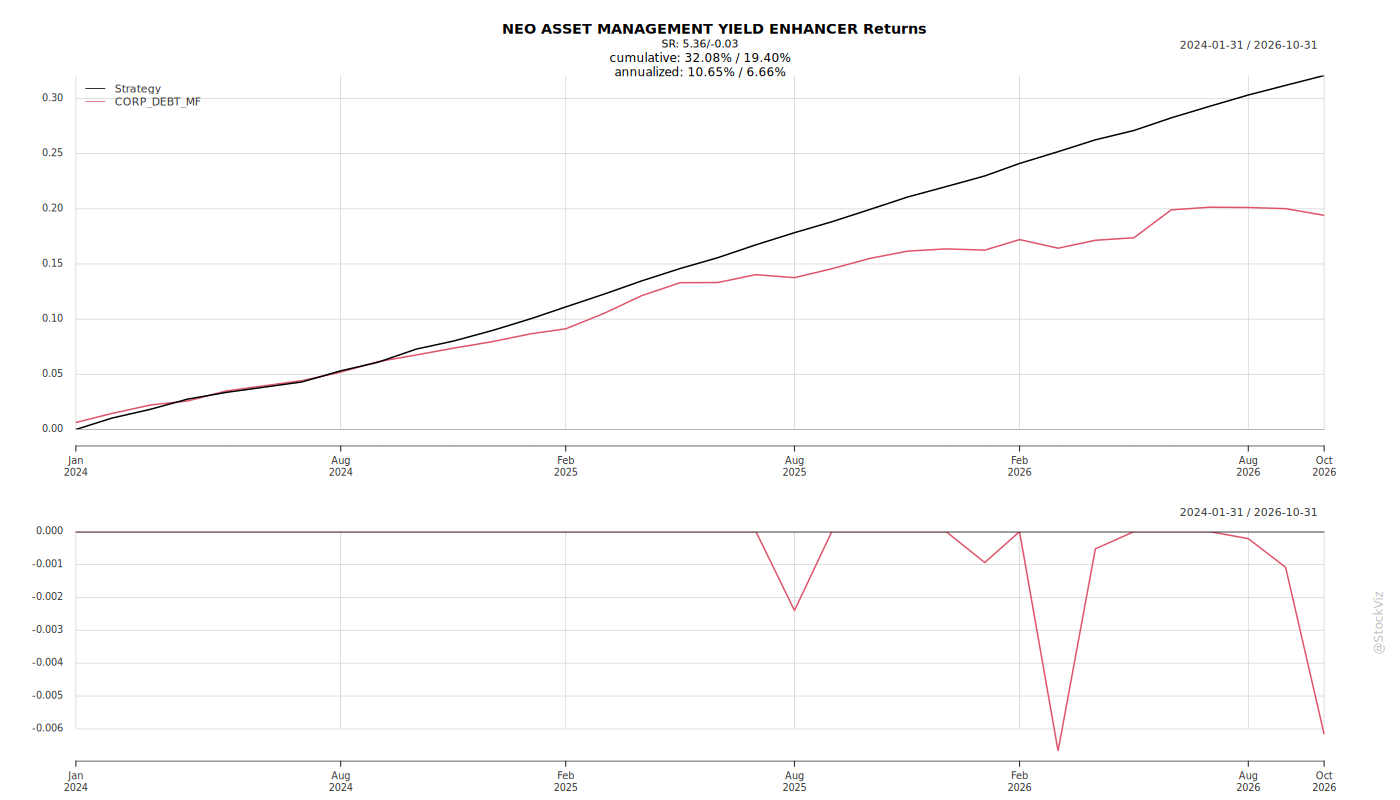 NEO ASSET MANAGEMENT YIELD ENHANCER Returns
SR: 5.36/-0.03
cumulative: 32.08% / 19.40%
annualized: 10.65% / 6.66%
2024-01-31 / 2026-10-31
Strategy
CORP_DEBT_MF
0.30
0.25
0.20
0.15
0.10
0.05
0.00
Jan 2024
Aug 2024
Feb 2025
Aug 2025
Feb 2026
Aug 2026
Oct 2026
2024-01-31 / 2026-10-31
0.000
-0.001
-0.002
-0.003
-0.004
-0.005
-0.006
Jan 2024
Aug 2024
Feb 2025
Aug 2025
Feb 2026
Aug 2026
Oct 2026
@StockViz